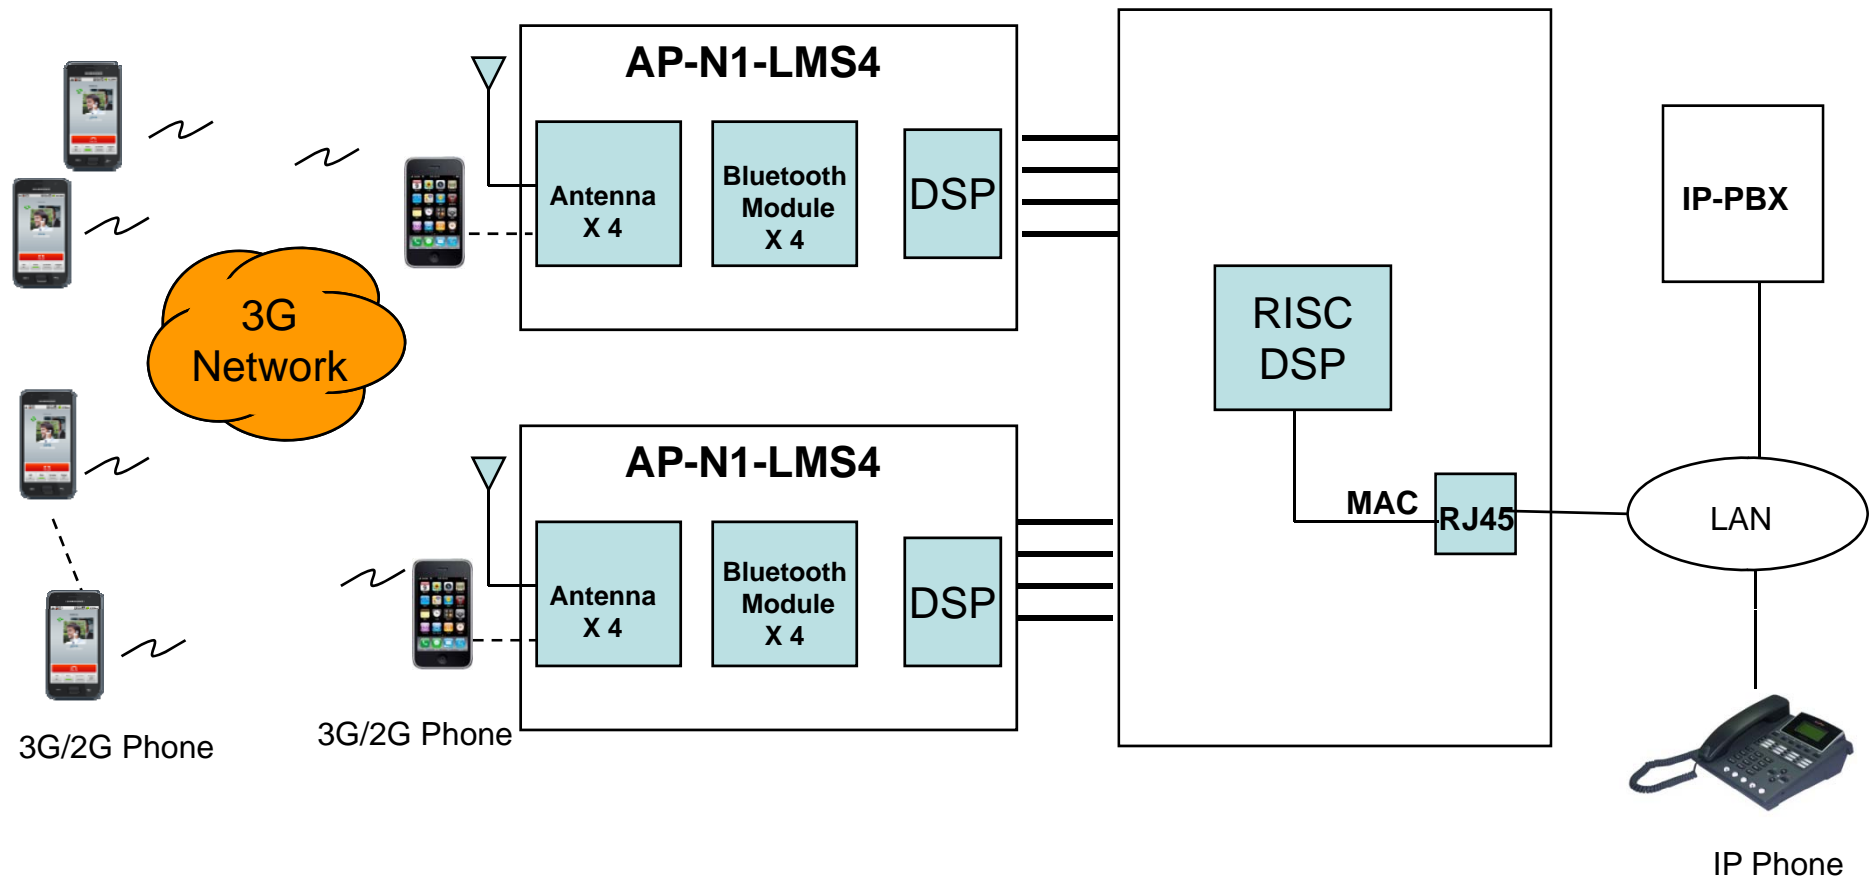 AP-N1-LMS4
Antenna
X 4
Bluetooth
Module
X 4
DSP
3G
Network
AP-N1-LMS4
Antenna
X 4
Bluetooth
Module
X 4
DSP
RISC
DSP
MAC
RJ45
IP-PBX
LAN
3G/2G Phone
3G/2G Phone
IP Phone